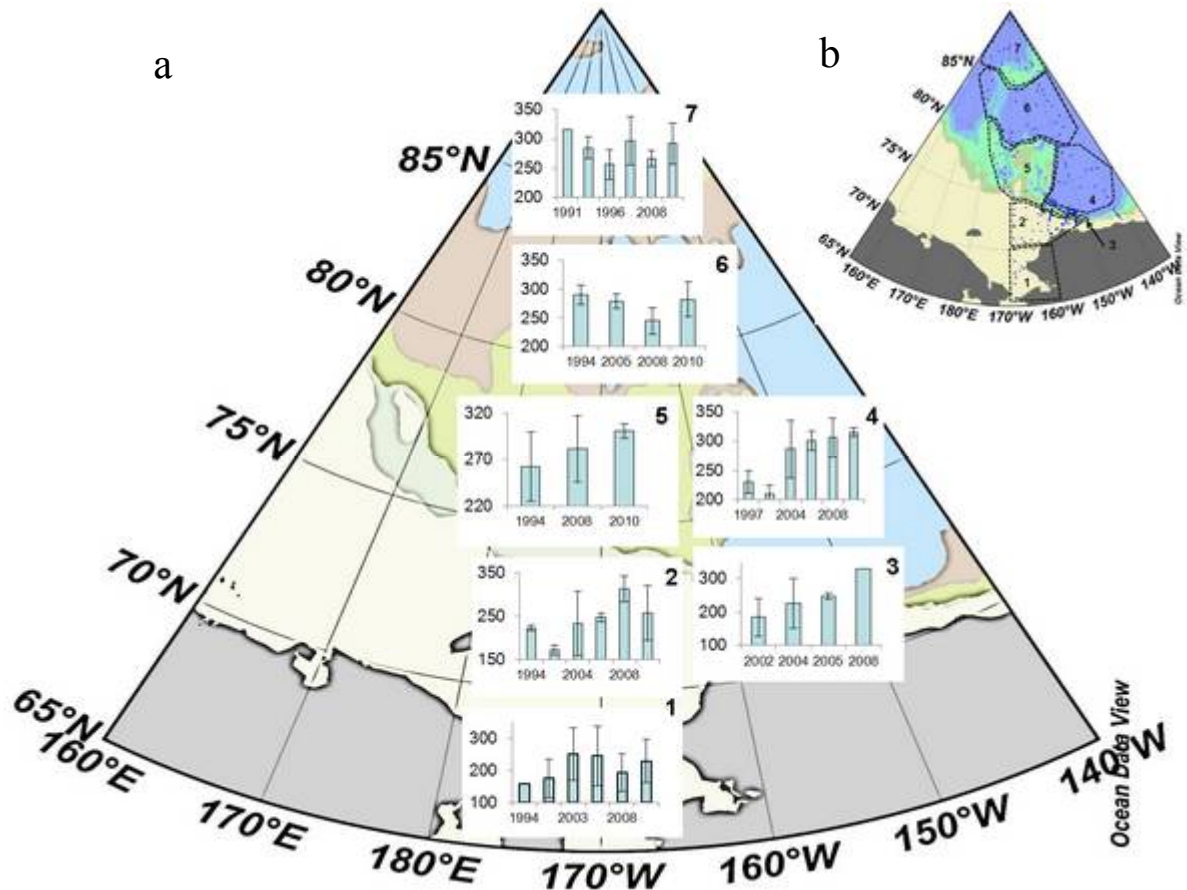 a
b
7
350
300
250
200
1991 1996 2008
6
350
300
250
200
1994 2005 2008 2010
5
320
270
220
1994 2008 2010
4
350
300
250
200
1997 2004 2008
2
350
250
150
1994 2004 2008
3
300
200
100
2002 2004 2005 2008
1
300
200
100
1994 2003 2008
85°N
80°N
75°N
70°N
65°N
160°E
170°E
180°E
170°W
160°W
150°W
140°W
Ocean Data View
85°N
80°N
75°N
70°N
65°N
160°E
170°E
180°E
170°W
160°W
150°W
140°W
7
6
5
4
2
3
1
Ocean Data View